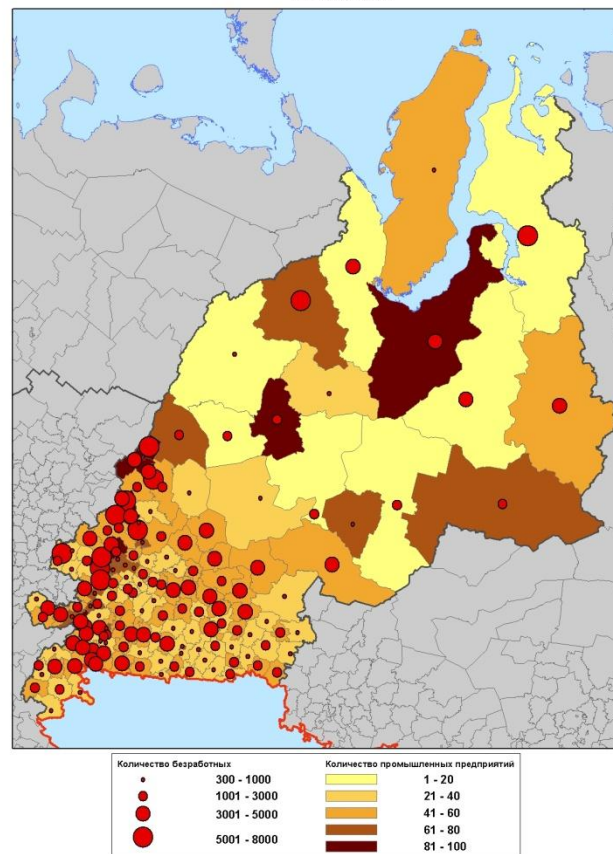 Количество безработных
300 - 1000
1001 - 3000
3001 - 5000
5001 - 8000
Количество промышленных предприятий
1 - 20
21 - 40
41 - 60
61 - 80
81 - 100